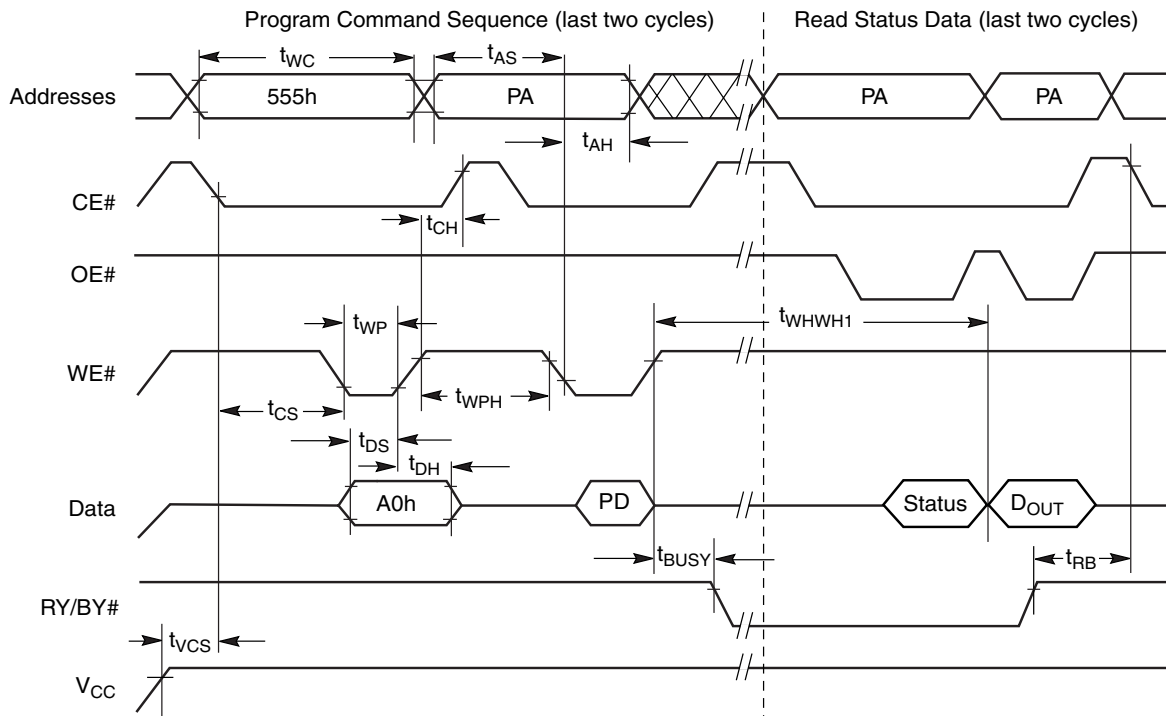 Program Command Sequence (last two cycles)
Read Status Data (last two cycles)
tWC
tAS
Addresses
555h
PA
PA
PA
tAH
CE#
tCH
OE#
tWP
tWHWH1
WE#
tCS
tWPH
tDS
tDH
Data
A0h
PD
Status
DOUT
tBUSY
tRB
RY/BY#
tVCS
VCC